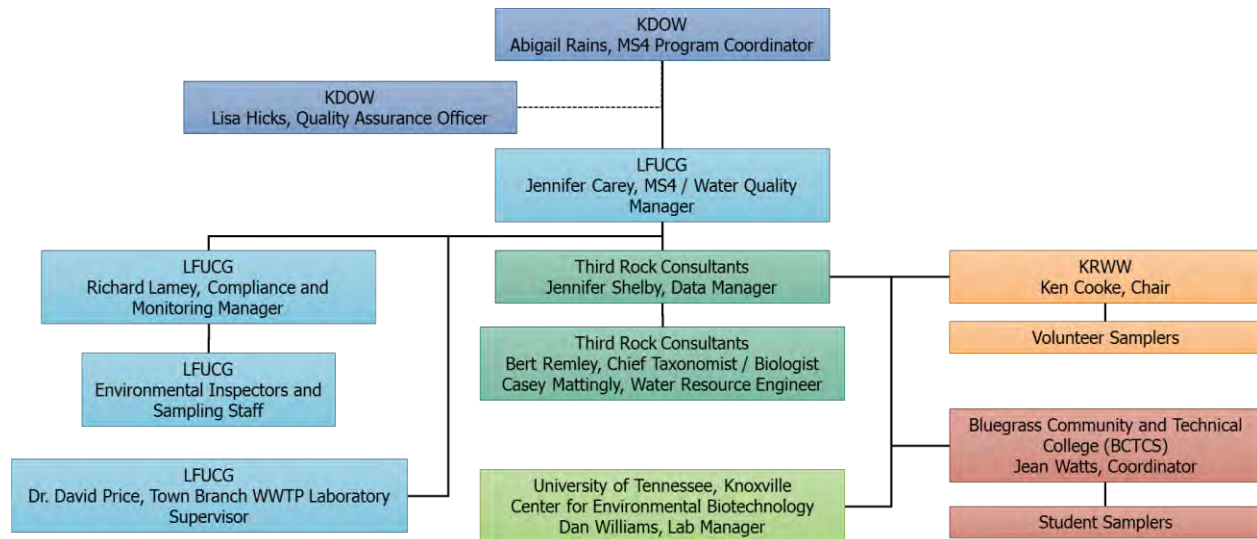 KDOW
Abigail Rains, MS4 Program Coordinator
KDOW
Lisa Hicks, Quality Assurance Officer
LFUCG
Jennifer Carey, MS4 / Water Quality
Manager
LFUCG
Richard Lamey, Compliance and
Monitoring Manager
Third Rock Consultants
Jennifer Shelby, Data Manager
KRWW
Ken Cooke, Chair
Volunteer Samplers
LFUCG
Environmental Inspectors and
Sampling Staff
Third Rock Consultants
Bert Remley, Chief Taxonomist / Biologist
Casey Mattingly, Water Resource Engineer
Bluegrass Community and Technical
College (BCTCS)
Jean Watts, Coordinator
LFUCG
Dr. David Price, Town Branch WWTP Laboratory
Supervisor
University of Tennessee, Knoxville
Center for Environmental Biotechnology
Dan Williams, Lab Manager
Student Samplers